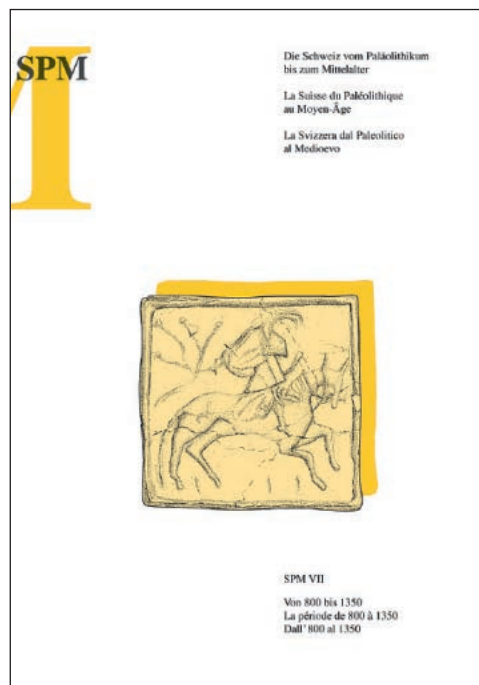 SPM
Die Schweiz vom Paläolithikum
bis zum Mittelalter
La Suisse du Paléolithique
au Moyen-Âge
La Svizzera dal Paleolitico
al Medioevo
SPM VII
Von 800 bis 1350
La période de 800 à 1350
Dall'800 al 1350